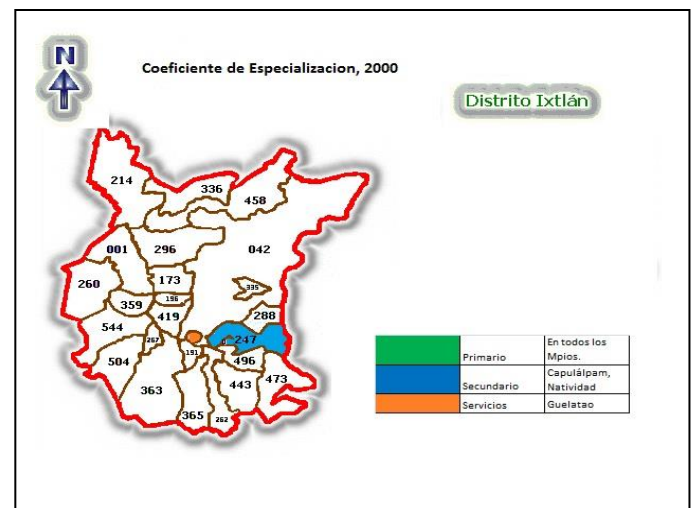 N
Coeficiente de Especializacion, 2000
Distrito Ixtlán
214
336
458
001
296
042
260
173
335
359
196
419
288
544
267
247
191
496
504
363
443
473
365
262
Primario
En todos los
Mpios.
Secundario
Capulálpam,
Natividad
Servicios
Guelatao